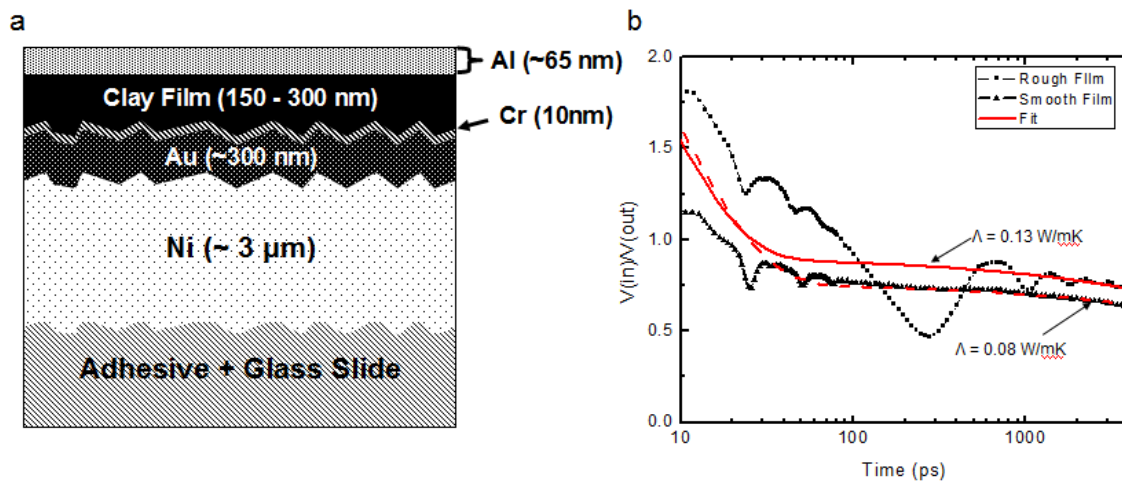 a
Al (~65 nm)
Clay Film (150 - 300 nm)
Cr (10nm)
Au (~300 nm)
Ni (~ 3 µm)
Adhesive + Glass Slide
b
2.0
1.5
1.0
0.5
0.0
V(in)/V(out)
Rough FIlm
Smooth Film
Fit
Λ = 0.13 W/mK
Λ = 0.08 W/mK
10
100
1000
Time (ps)